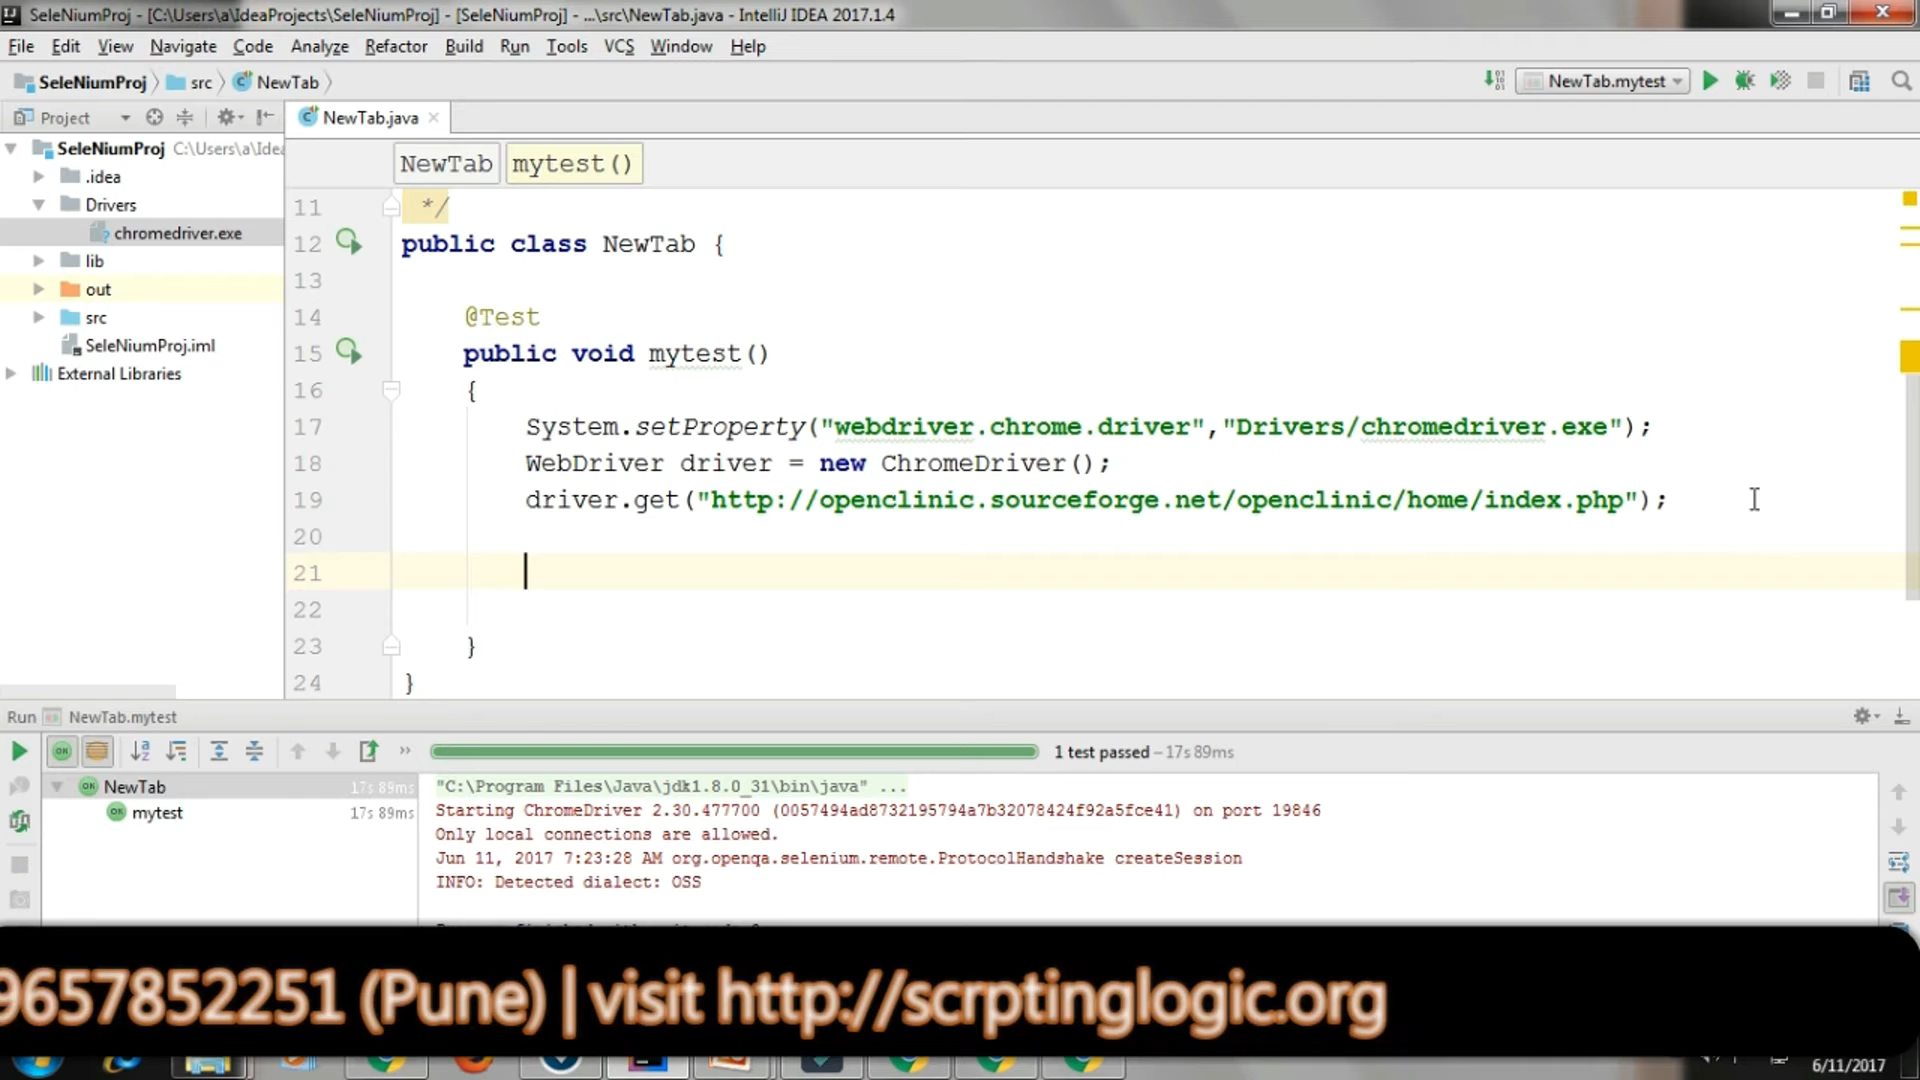 SeleNiumProj - [C:\Users\a\IdeaProjects\SeleNiumProj] - [SeleNiumProj] - ...\src\NewTab.java - IntelliJ IDEA 2017.1.4
File Edit View Navigate Code Analyze Refactor Build Run Tools VCS Window Help
SeleNiumProj src NewTab NewTab.mytest
Project NewTab.java
SeleNiumProj C:\Users\a\Idea
.idea
Drivers
chromedriver.exe
lib
out
src
SeleNiumProj.iml
External Libraries
NewTab mytest()
11 */
12 public class NewTab {
13
14 @Test
15 public void mytest()
16 {
17 System.setProperty("webdriver.chrome.driver","Drivers/chromedriver.exe");
18 WebDriver driver = new ChromeDriver();
19 driver.get("http://openclinic.sourceforge.net/openclinic/home/index.php");
20
21
22
23 }
24 }
Run NewTab.mytest
1 test passed – 17s 89ms
NewTab 17s 89ms
mytest 17s 89ms
"C:\Program Files\Java\jdk1.8.0_31\bin\java" ...
Starting ChromeDriver 2.30.477700 (0057494ad8732195794a7b32078424f92a5fce41) on port 19846
Only local connections are allowed.
Jun 11, 2017 7:23:28 AM org.openqa.selenium.remote.ProtocolHandshake createSession
INFO: Detected dialect: OSS
9657852251 (Pune) | visit http://scrptinglogic.org
6/11/2017